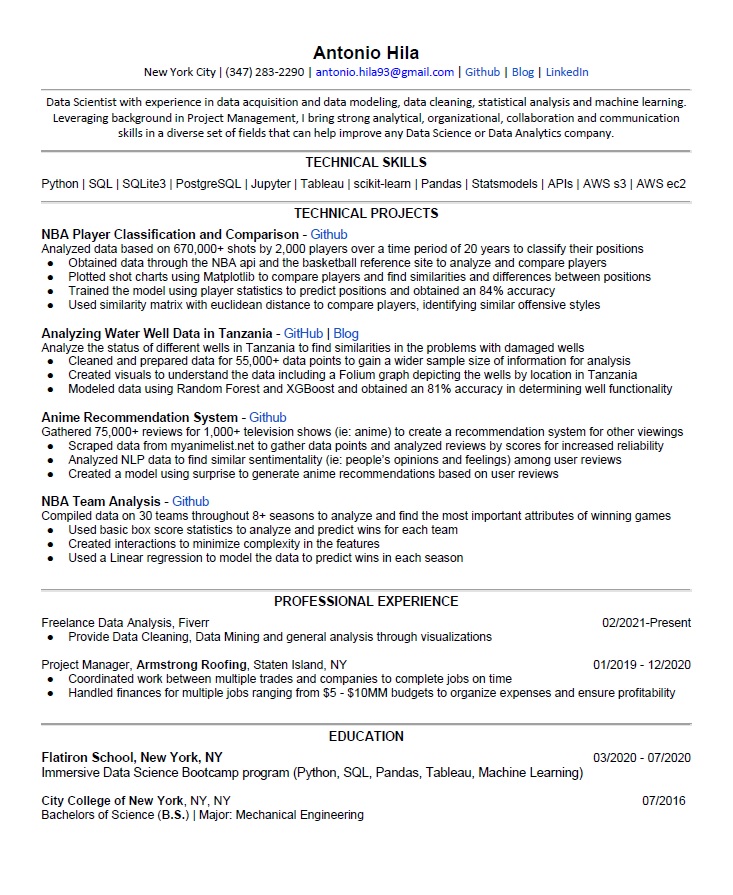 Antonio Hila
New York City | (347) 283-2290 | antonio.hila93@gmail.com | Github | Blog | LinkedIn
Data Scientist with experience in data acquisition and data modeling, data cleaning, statistical analysis and machine learning.
Leveraging background in Project Management, I bring strong analytical, organizational, collaboration and communication
skills in a diverse set of fields that can help improve any Data Science or Data Analytics company.
TECHNICAL SKILLS
Python | SQL | SQLite3 | PostgreSQL | Jupyter | Tableau | scikit-learn | Pandas | Statsmodels | APIs | AWS s3 | AWS ec2
TECHNICAL PROJECTS
NBA Player Classification and Comparison - Github
Analyzed data based on 670,000+ shots by 2,000 players over a time period of 20 years to classify their positions
● Obtained data through the NBA api and the basketball reference site to analyze and compare players
● Plotted shot charts using Matplotlib to compare players and find similarities and differences between positions
● Trained the model using player statistics to predict positions and obtained an 84% accuracy
● Used similarity matrix with euclidean distance to compare players, identifying similar offensive styles
Analyzing Water Well Data in Tanzania - GitHub | Blog
Analyze the status of different wells in Tanzania to find similarities in the problems with damaged wells
● Cleaned and prepared data for 55,000+ data points to gain a wider sample size of information for analysis
● Created visuals to understand the data including a Folium graph depicting the wells by location in Tanzania
● Modeled data using Random Forest and XGBoost and obtained an 81% accuracy in determining well functionality
Anime Recommendation System - Github
Gathered 75,000+ reviews for 1,000+ television shows (ie: anime) to create a recommendation system for other viewings
● Scraped data from myanimelist.net to gather data points and analyzed reviews by scores for increased reliability
● Analyzed NLP data to find similar sentimentality (ie: people's opinions and feelings) among user reviews
● Created a model using surprise to generate anime recommendations based on user reviews
NBA Team Analysis - Github
Compiled data on 30 teams throughout 8+ seasons to analyze and find the most important attributes of winning games
● Used basic box score statistics to analyze and predict wins for each team
● Created interactions to minimize complexity in the features
● Used a Linear regression to model the data to predict wins in each season
PROFESSIONAL EXPERIENCE
Freelance Data Analysis, Fiverr 02/2021-Present
● Provide Data Cleaning, Data Mining and general analysis through visualizations
Project Manager, Armstrong Roofing, Staten Island, NY 01/2019 - 12/2020
● Coordinated work between multiple trades and companies to complete jobs on time
● Handled finances for multiple jobs ranging from $5 - $10MM budgets to organize expenses and ensure profitability
EDUCATION
Flatiron School, New York, NY 03/2020 - 07/2020
Immersive Data Science Bootcamp program (Python, SQL, Pandas, Tableau, Machine Learning)
City College of New York, NY, NY 07/2016
Bachelors of Science (B.S.) | Major: Mechanical Engineering